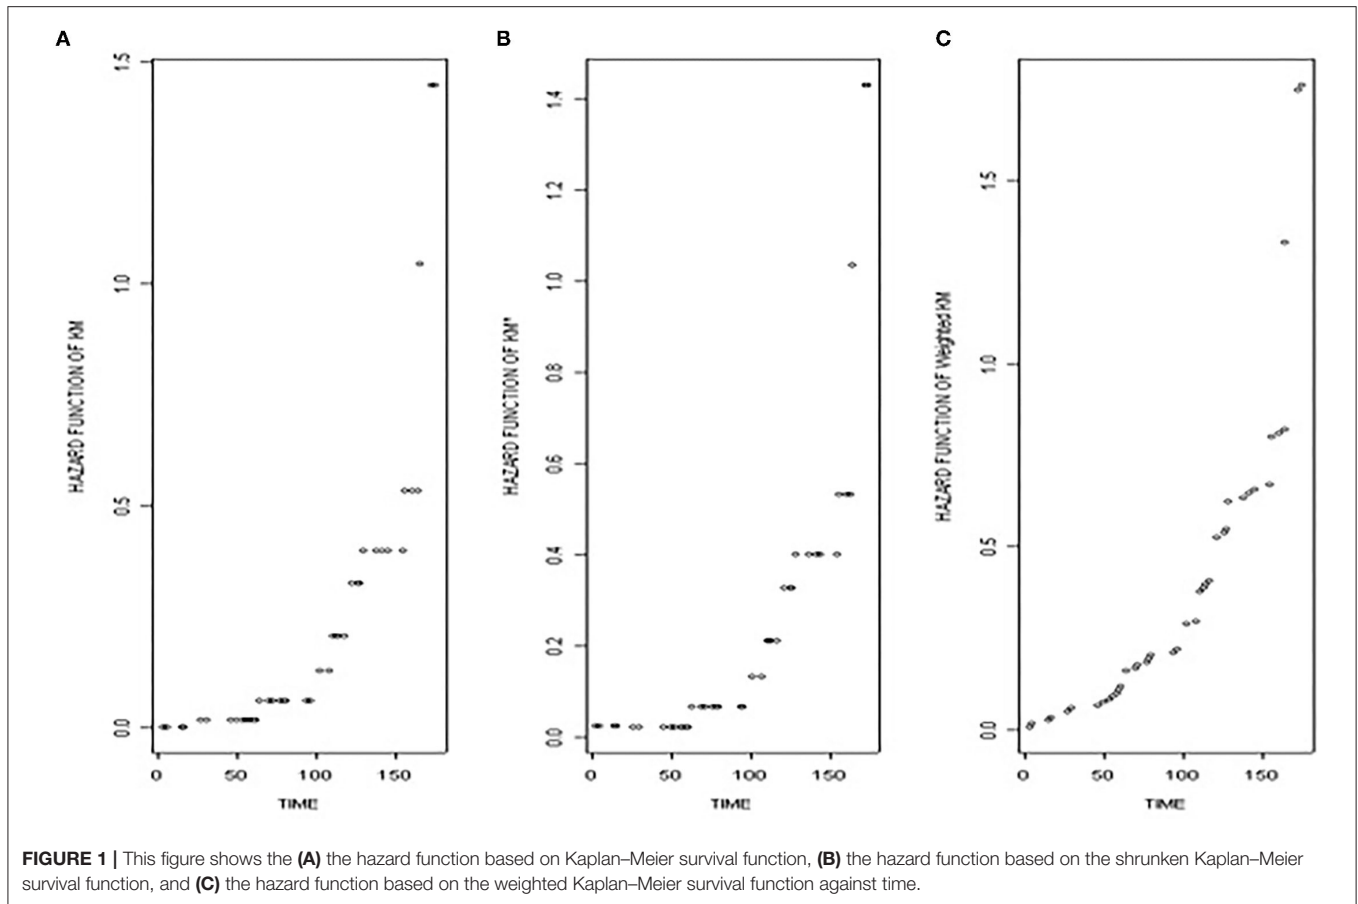 A
B
C
HAZARD FUNCTION OF KM
0.0
0.5
1.0
1.5
0 50 100 150
TIME
HAZARD FUNCTION OF KM*
0.0
0.2
0.4
0.6
0.8
1.0
1.2
1.4
0 50 100 150
TIME
HAZARD FUNCTION OF Weighted KM
0.0
0.5
1.0
1.5
0 50 100 150
TIME
FIGURE 1 | This figure shows the (A) the hazard function based on Kaplan–Meier survival function, (B) the hazard function based on the shrunken Kaplan–Meier
survival function, and (C) the hazard function based on the weighted Kaplan–Meier survival function against time.